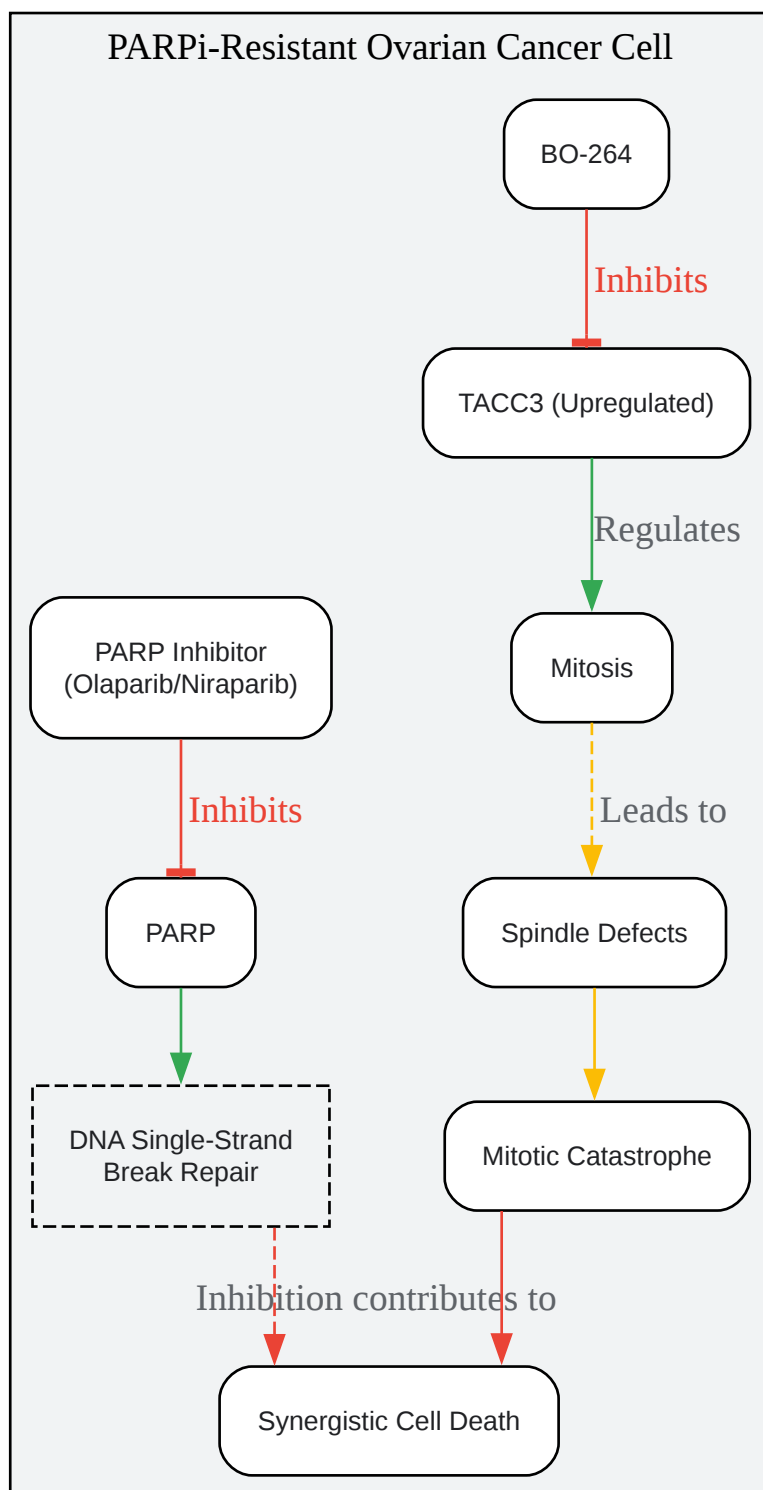 PARPi-Resistant Ovarian Cancer Cell
BO-264
Inhibits
TACC3 (Upregulated)
Regulates
PARP Inhibitor
(Olaparib/Niraparib)
Mitosis
Inhibits
Leads to
PARP
Spindle Defects
DNA Single-Strand
Break Repair
Mitotic Catastrophe
Inhibition contributes to
Synergistic Cell Death